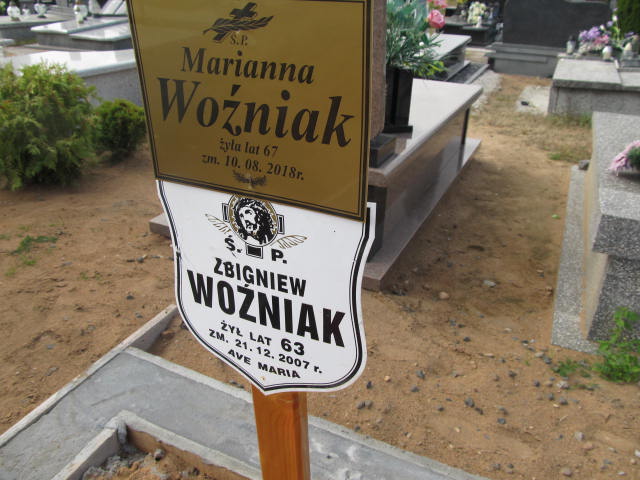 Ś.P.
Marianna
Woźniak
żyła lat 67
zm. 10. 08. 2018r.
Ś. P.
ZBIGNIEW
WOŹNIAK
ŻYŁ LAT 63
ZM. 21. 12. 2007 r.
AVE MARIA